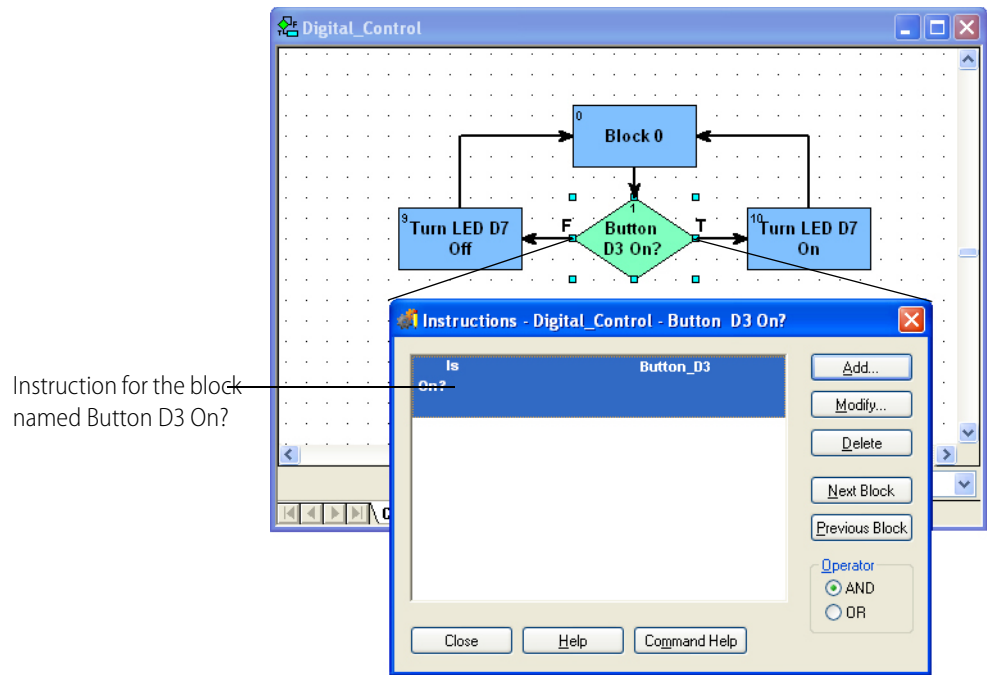 Digital_Control
0
Block 0
9
Turn LED D7
Off
F
1
Button
D3 On?
T
10
Turn LED D7
On
Instructions - Digital_Control - Button D3 On?
Is Button_D3
On?
Add...
Modify...
Delete
Next Block
Previous Block
Operator
AND
OR
Close
Help
Command Help
Instruction for the block
named Button D3 On?